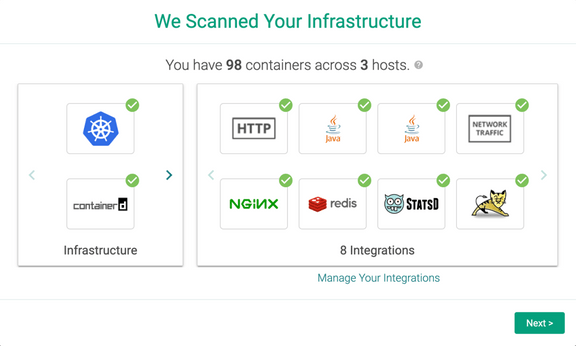 We Scanned Your Infrastructure
You have 98 containers across 3 hosts. ?
HTTP
Java
Java
NETWORK
TRAFFIC
containerd
NGINX
redis
STATSD
Infrastructure
8 Integrations
Manage Your Integrations
Next >